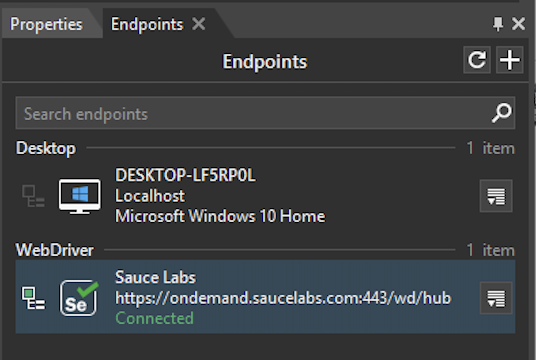 Properties
Endpoints
Endpoints
Search endpoints
Desktop 1 item
DESKTOP-LF5RP0L
Localhost
Microsoft Windows 10 Home
WebDriver 1 item
Sauce Labs
Se
https://ondemand.saucelabs.com:443/wd/hub
Connected